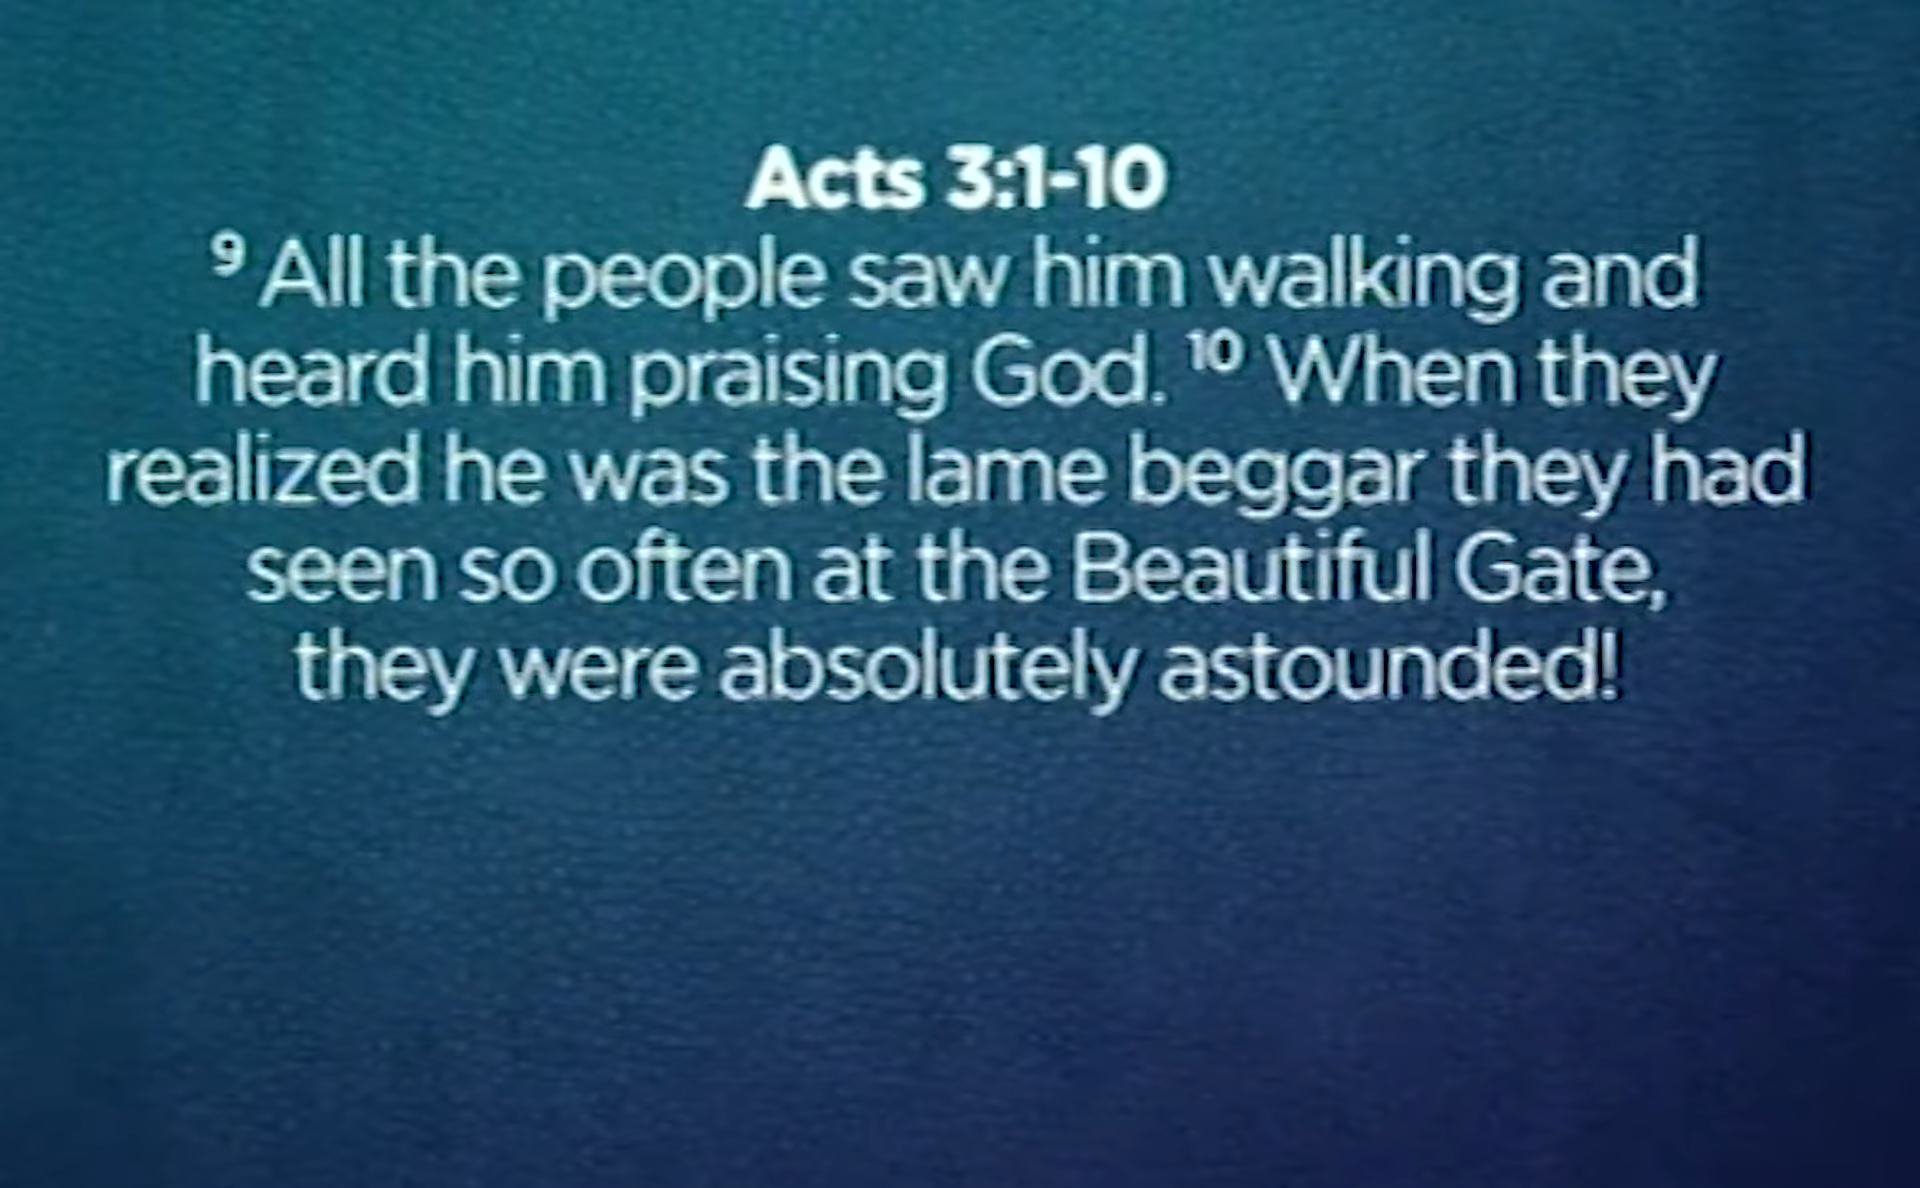 Acts 3:1-10
⁹ All the people saw him walking and
heard him praising God. ¹⁰ When they
realized he was the lame beggar they had
seen so often at the Beautiful Gate,
they were absolutely astounded!